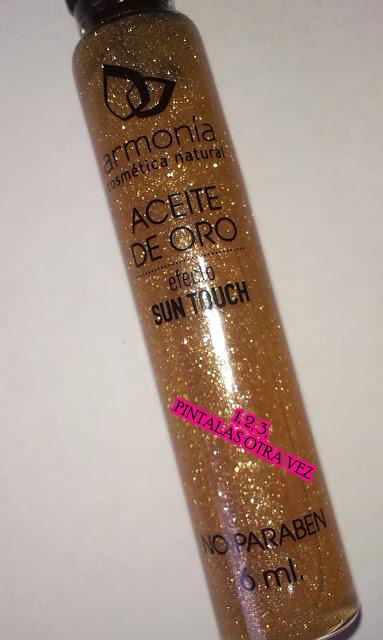 armonía
cosmética natural
ACEITE
DE ORO
efecto
SUN TOUCH
1, 2, 3,
PINTALAS OTRA VEZ
NO PARABEN
6 ml.